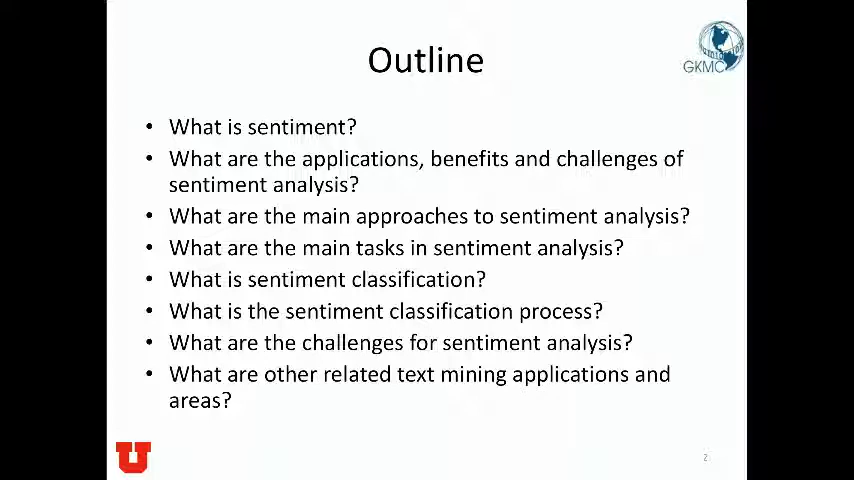 Outline
GKMC
• What is sentiment?
• What are the applications, benefits and challenges of
sentiment analysis?
• What are the main approaches to sentiment analysis?
• What are the main tasks in sentiment analysis?
• What is sentiment classification?
• What is the sentiment classification process?
• What are the challenges for sentiment analysis?
• What are other related text mining applications and
areas?
U
2